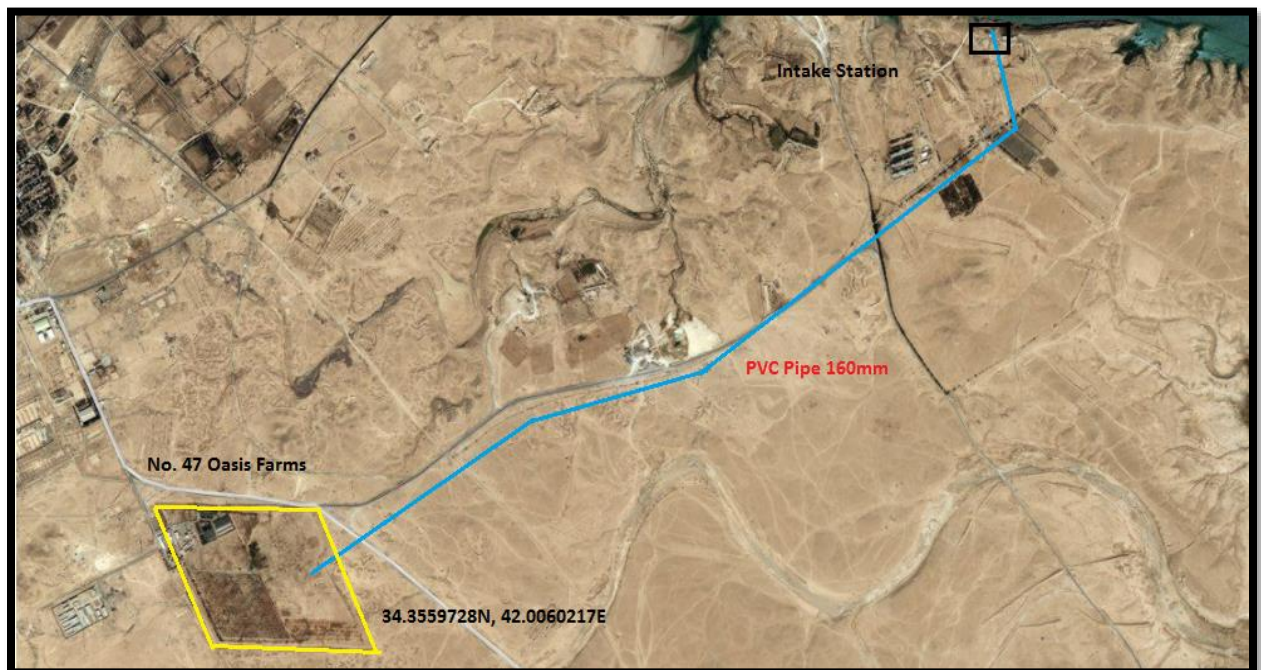 Intake Station
PVC Pipe 160mm
No. 47 Oasis Farms
34.3559728N, 42.0060217E